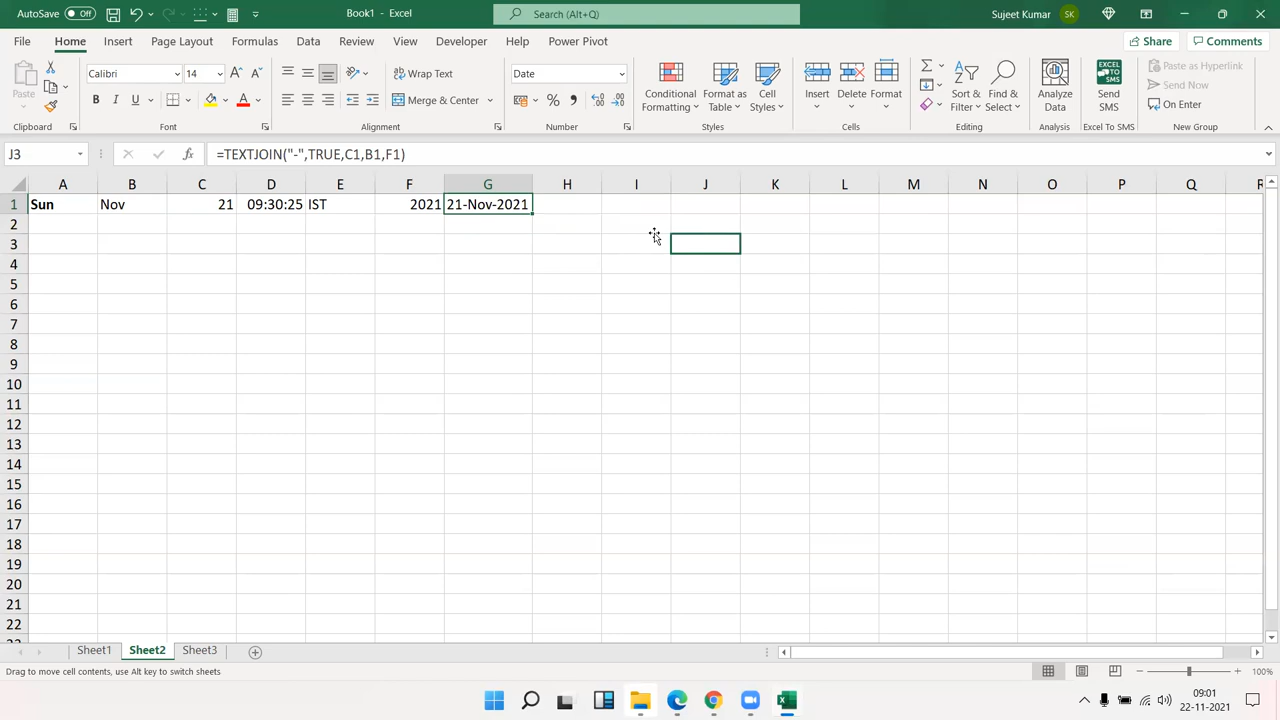 AutoSave Off Book1 - Excel Search (Alt+Q) Sujeet Kumar SK
File Home Insert Page Layout Formulas Data Review View Developer Help Power Pivot Share Comments
Paste Calibri 14 A A Wrap Text Date Conditional Formatting Format as Table Cell Styles Insert Delete Format Sort & Filter Find & Select Analyze Data Send SMS Paste as Hyperlink
Send Now
B I U A Merge & Center % On Enter
Clipboard Font Alignment Number Styles Cells Editing Analysis Excel To SMS New Group
J3 fx =TEXTJOIN("-",TRUE,C1,B1,F1)
A B C D E F G H I J K L M N O P Q R
1 Sun Nov 21 09:30:25 IST 2021 21-Nov-2021
2
3
4
5
6
7
8
9
10
11
12
13
14
15
16
17
18
19
20
21
22
23
Sheet1 Sheet2 Sheet3
Drag to move cell contents, use Alt key to switch sheets 100%
09:01
22-11-2021